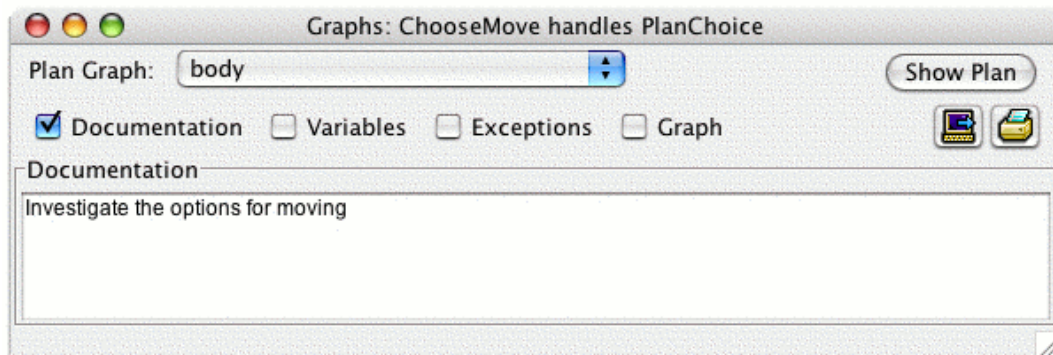 Graphs: ChooseMove handles PlanChoice
Plan Graph: body Show Plan
Documentation Variables Exceptions Graph
Documentation
Investigate the options for moving